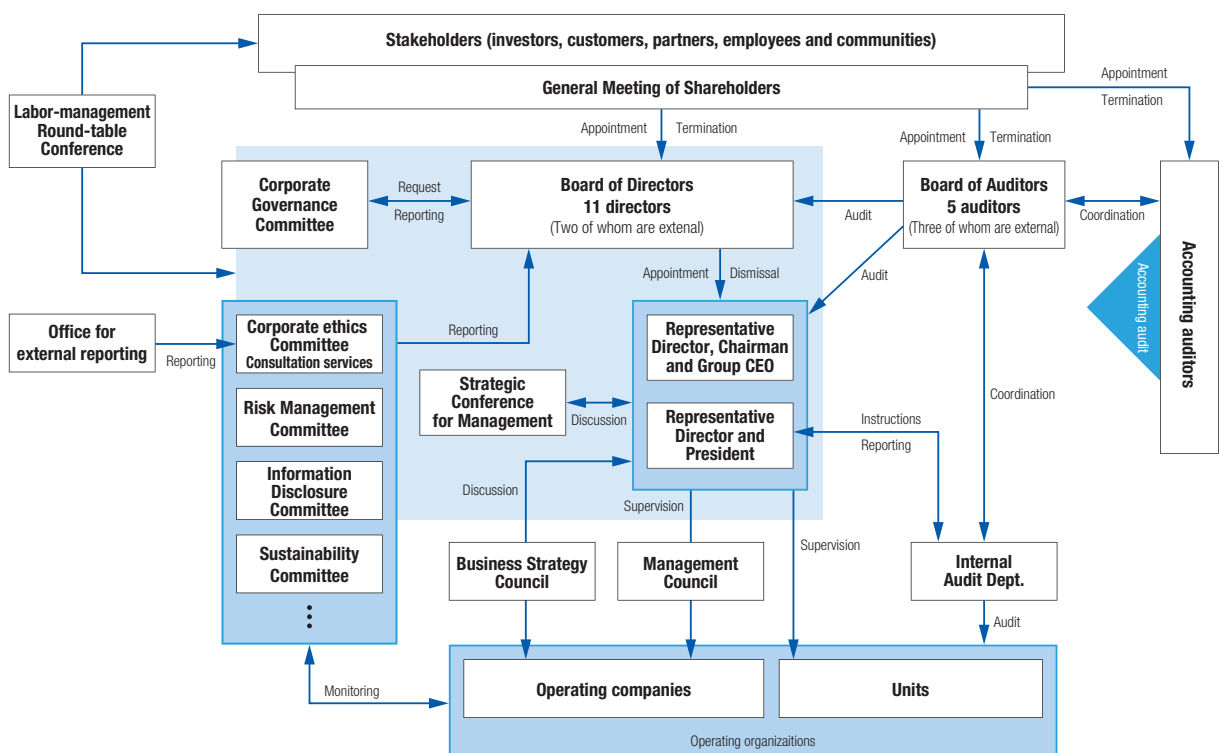 Stakeholders (investors, customers, partners, employees and communities)
General Meeting of Shareholders
Appointment
Termination
Labor-management
Round-table
Conference
Appointment
Termination
Appointment
Termination
Corporate
Governance
Committee
Request
Reporting
Board of Directors
11 directors
(Two of whom are extenal)
Audit
Board of Auditors
5 auditors
(Three of whom are external)
Coordination
Accounting auditors
Accounting audit
Appointment
Dismissal
Audit
Office for
external reporting
Reporting
Corporate ethics
Committee
Consultation services
Reporting
Risk Management
Committee
Information
Disclosure
Committee
Sustainability
Committee
Strategic
Conference
for Management
Discussion
Representative
Director, Chairman
and Group CEO
Representative
Director and
President
Instructions
Reporting
Coordination
Discussion
Supervision
Supervision
Business Strategy
Council
Management
Council
Internal
Audit Dept.
Audit
Monitoring
Operating companies
Units
Operating organizaitions